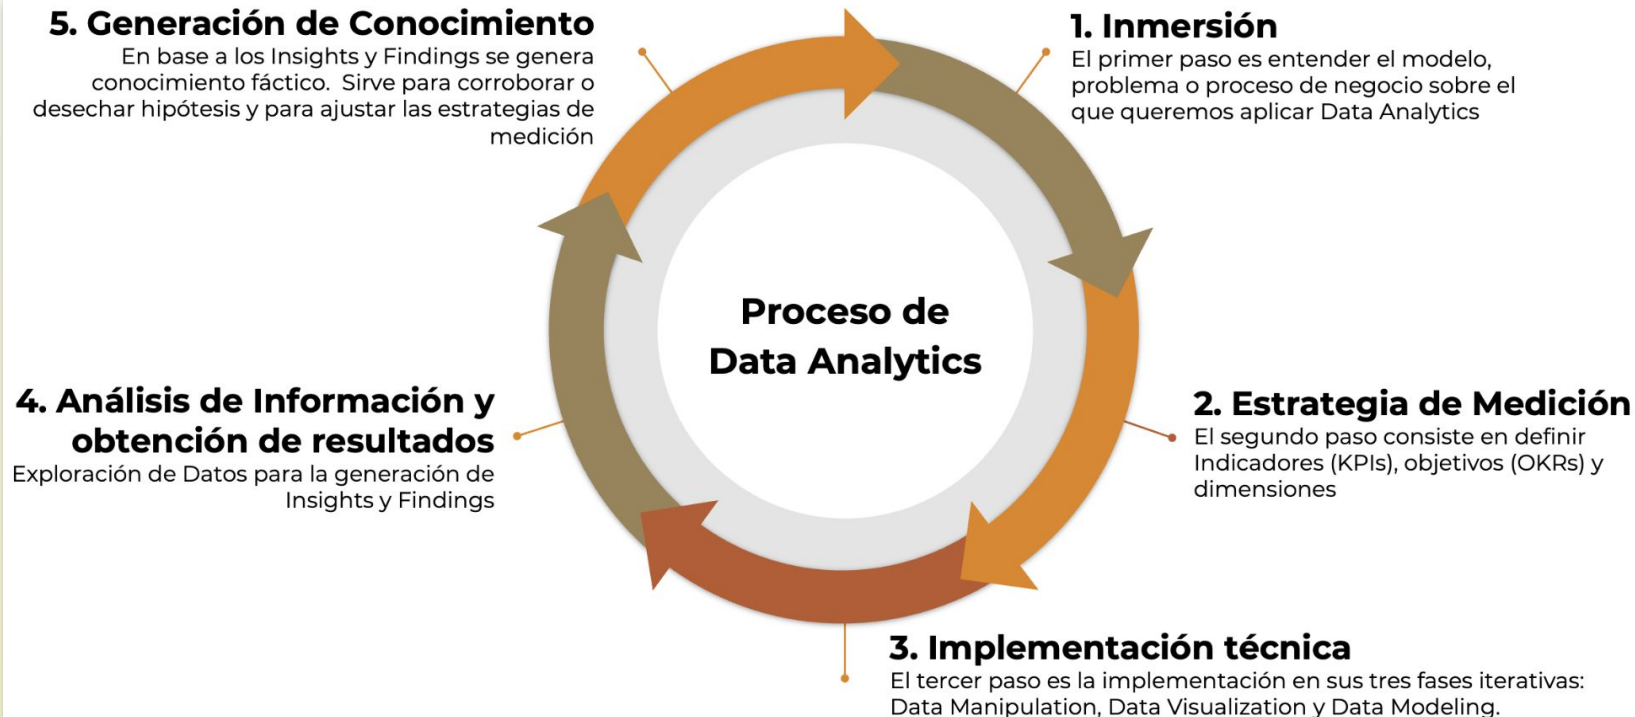 5. Generación de Conocimiento
En base a los Insights y Findings se genera
conocimiento fáctico.  Sirve para corroborar o
desechar hipótesis y para ajustar las estrategias de
medición
1. Inmersión
El primer paso es entender el modelo,
problema o proceso de negocio sobre el
que queremos aplicar Data Analytics
Proceso de
Data Analytics
4. Análisis de Información y
obtención de resultados
Exploración de Datos para la generación de
Insights y Findings
2. Estrategia de Medición
El segundo paso consiste en definir
Indicadores (KPIs), objetivos (OKRs) y
dimensiones
3. Implementación técnica
El tercer paso es la implementación en sus tres fases iterativas:
Data Manipulation, Data Visualization y Data Modeling.